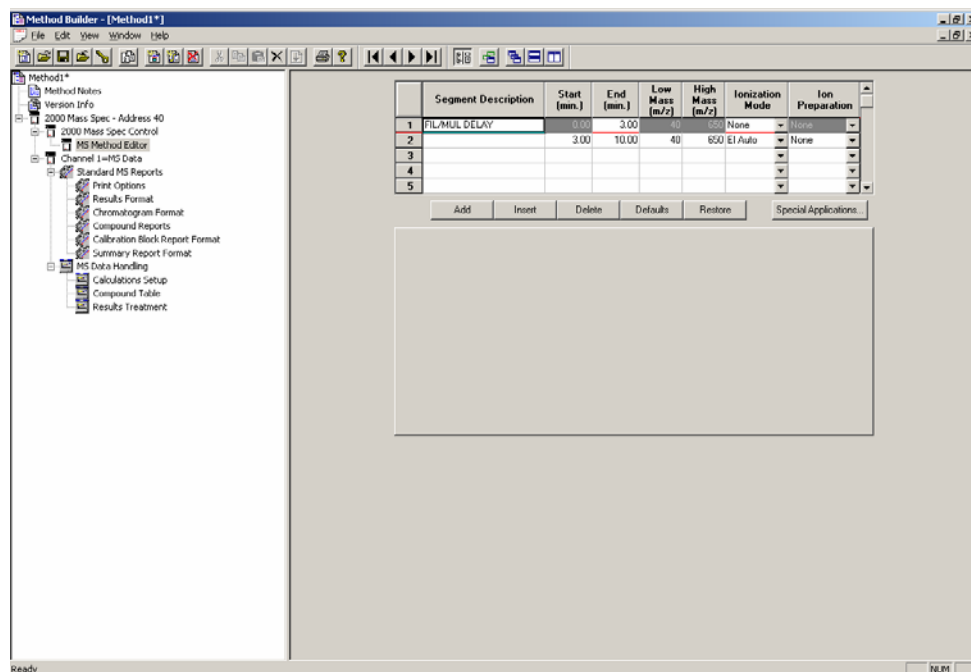 Method Builder - [Method1*]
File Edit View Window Help
Method1*
Method Notes
Version Info
2000 Mass Spec - Address 40
2000 Mass Spec Control
MS Method Editor
Channel 1=MS Data
Standard MS Reports
Print Options
Results Format
Chromatogram Format
Compound Reports
Calibration Block Report Format
Summary Report Format
MS Data Handling
Calculations Setup
Compound Table
Results Treatment
Segment Description Start (min.) End (min.) Low Mass (m/z) High Mass (m/z) Ionization Mode Ion Preparation
1 FIL/MUL DELAY 0.00 3.00 40 650 None None
2 3.00 10.00 40 650 EI Auto None
3
4
5
Add Insert Delete Defaults Restore Special Applications...
Ready NUM